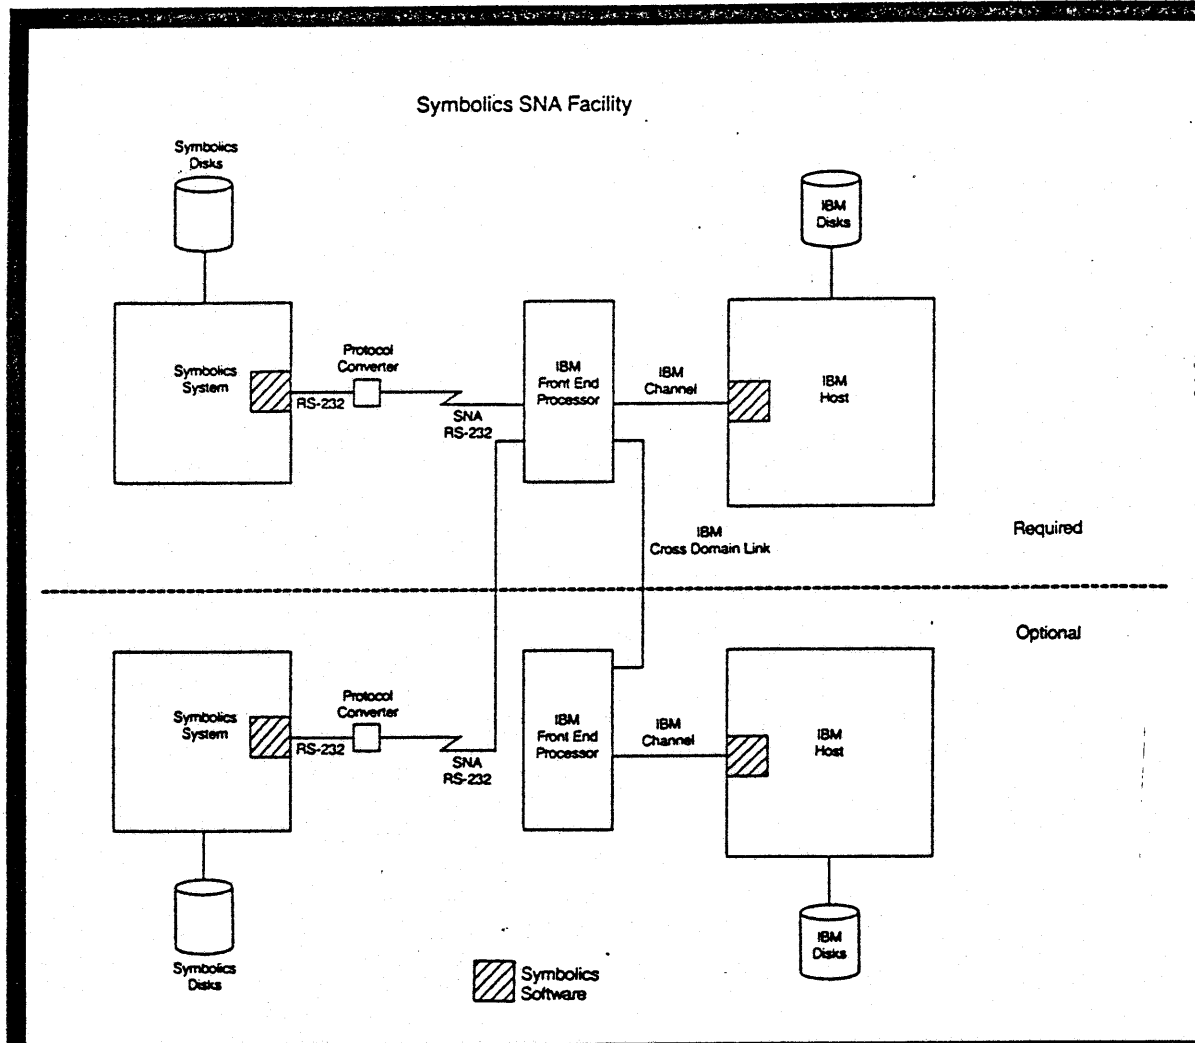 Symbolics SNA Facility
Symbolics
Disks
IBM
Disks
Symbolics
System
RS-232
Protocol
Converter
SNA
RS-232
IBM
Front End
Processor
IBM
Channel
IBM
Host
IBM
Cross Domain Link
Required
Optional
Symbolics
System
RS-232
Protocol
Converter
SNA
RS-232
IBM
Front End
Processor
IBM
Channel
IBM
Host
Symbolics
Disks
IBM
Disks
Symbolics
Software